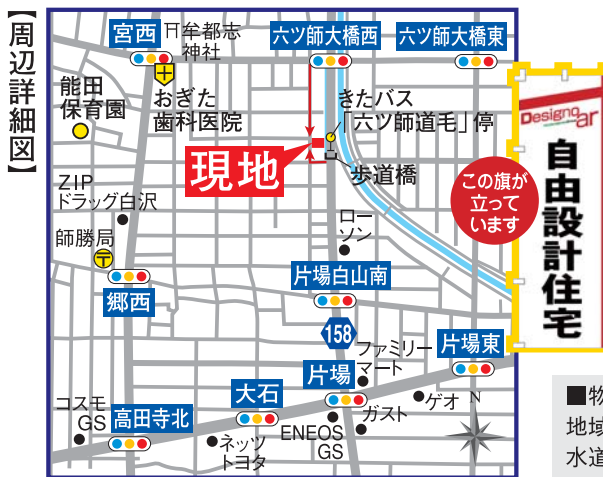 【周辺詳細図】
宮西
牟都志
神社
六ツ師大橋西
六ツ師大橋東
能田
保育園
おぎた
歯科医院
きたバス
「六ツ師道毛」停
現地
歩道橋
ZIP
ドラッグ白沢
師勝局
郷西
ロー
ソン
片場白山南
158
ファミリー
マート
片場東
片場
大石
コスモ
GS
高田寺北
ネッツ
トヨタ
ENEOS
GS
ガスト
ゲオ
N
この旗が
立って
います
Designo
ar
自由設計住宅
■物
地域
水道